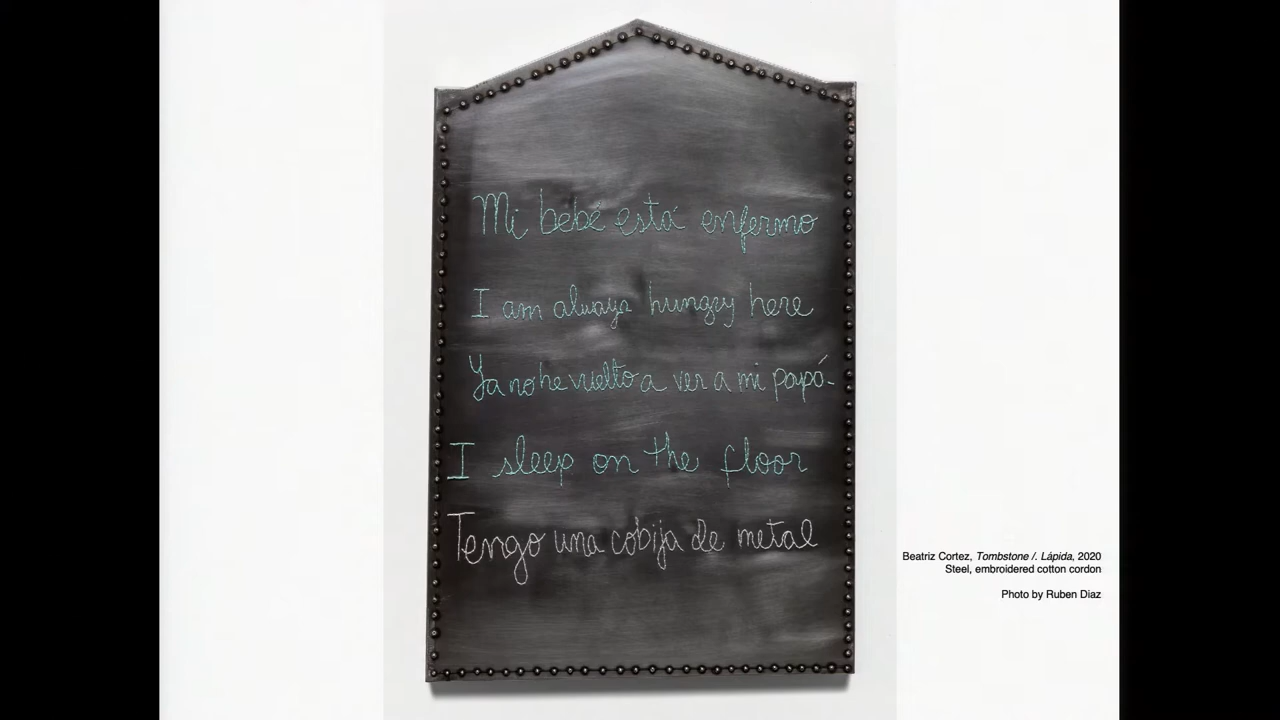 Mi bebé está enfermo
I am always hungry here
Ya no he vuelto a ver a mi papá-
I sleep on the floor
Tengo una cobija de metal
Beatriz Cortez, Tombstone /. Lápida, 2020
Steel, embroidered cotton cordon
Photo by Ruben Diaz